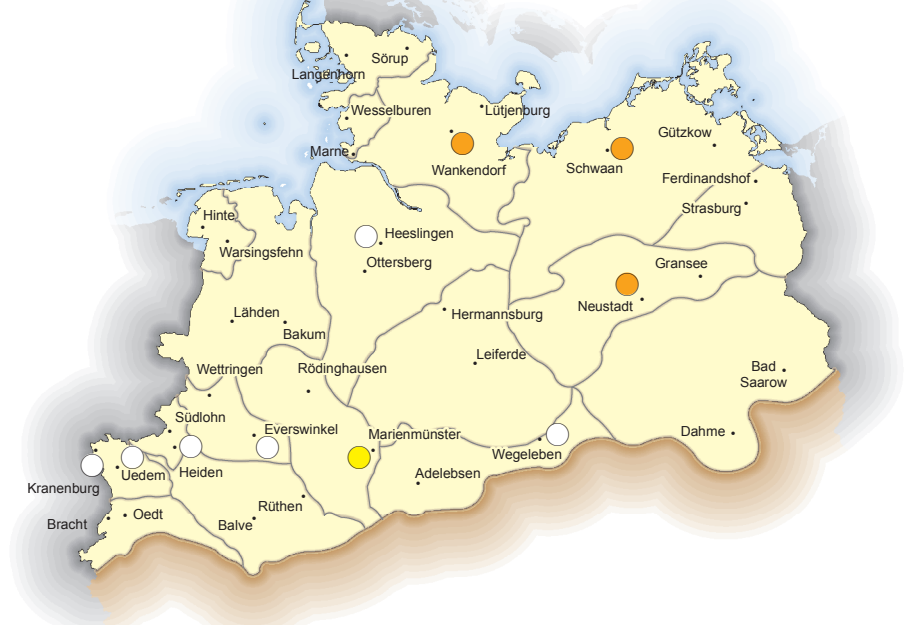 Sörup
Langenhorn
Wesselburen
Lütjenburg
Gützkow
Marne
Wankendorf
Schwaan
Ferdinandshof
Strasburg
Hinte
Heeslingen
Warsingsfehn
Ottersberg
Gransee
Neustadt
Lähden
Hermannsburg
Bakum
Leiferde
Wettringen
Rödinghausen
Bad
Saarow
Südlohn
Everswinkel
Marienmünster
Dahme
Wegeleben
Uedem
Heiden
Adelebsen
Kranenburg
Rüthen
Bracht
Oedt
Balve